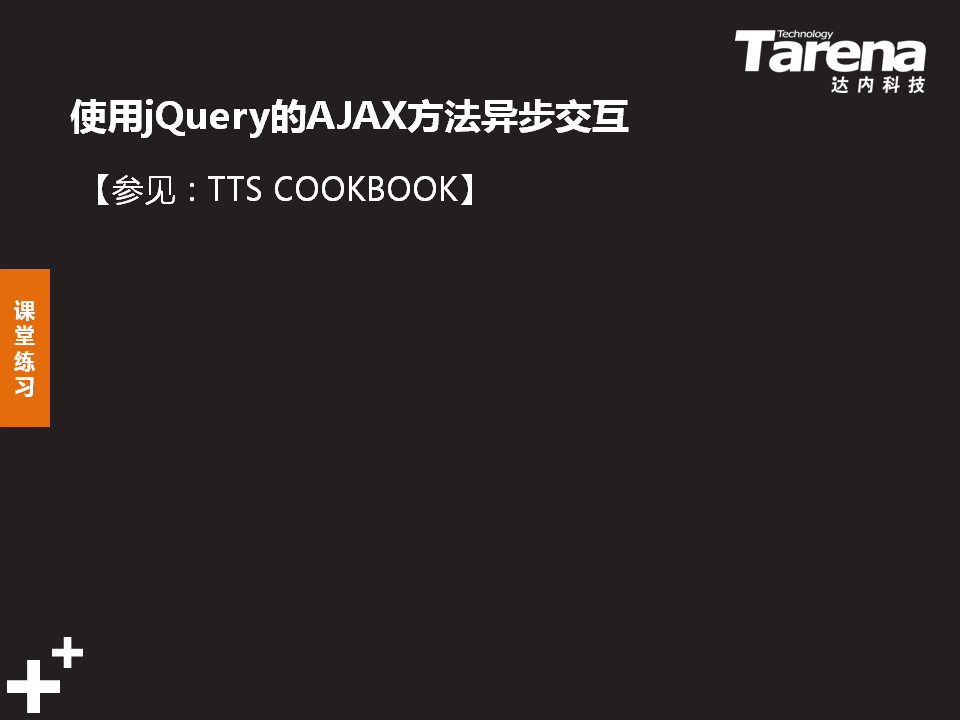 Technology
Tarena
达内科技
使用jQuery的AJAX方法异步交互
【参见：TTS COOKBOOK】
课
堂
练
习